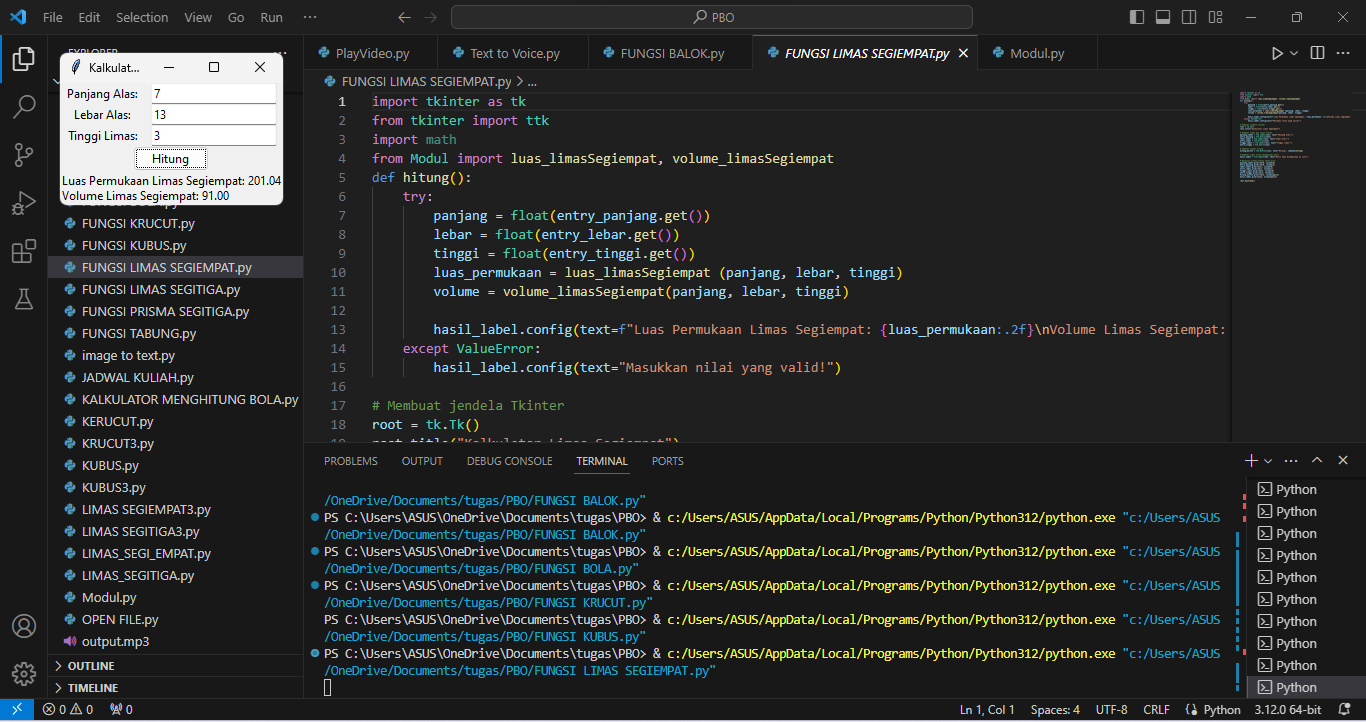 File Edit Selection View Go Run ... PBO
EXPLORER
Kalkulat...
Panjang Alas: 7
Lebar Alas: 13
Tinggi Limas: 3
Hitung
Luas Permukaan Limas Segiempat: 201.04
Volume Limas Segiempat: 91.00
FUNGSI KRUCUT.py
FUNGSI KUBUS.py
FUNGSI LIMAS SEGIEMPAT.py
FUNGSI LIMAS SEGITIGA.py
FUNGSI PRISMA SEGITIGA.py
FUNGSI TABUNG.py
image to text.py
JADWAL KULIAH.py
KALKULATOR MENGHITUNG BOLA.py
KERUCUT.py
KRUCUT3.py
KUBUS.py
KUBUS3.py
LIMAS SEGIEMPAT3.py
LIMAS SEGITIGA3.py
LIMAS_SEGI_EMPAT.py
LIMAS_SEGITIGA.py
Modul.py
OPEN FILE.py
output.mp3
OUTLINE
TIMELINE
PlayVideo.py Text to Voice.py FUNGSI BALOK.py FUNGSI LIMAS SEGIEMPAT.py Modul.py
FUNGSI LIMAS SEGIEMPAT.py > ...
1 import tkinter as tk
2 from tkinter import ttk
3 import math
4 from Modul import luas_limasSegiempat, volume_limasSegiempat
5 def hitung():
6 try:
7 panjang = float(entry_panjang.get())
8 lebar = float(entry_lebar.get())
9 tinggi = float(entry_tinggi.get())
10 luas_permukaan = luas_limasSegiempat (panjang, lebar, tinggi)
11 volume = volume_limasSegiempat(panjang, lebar, tinggi)
12
13 hasil_label.config(text=f"Luas Permukaan Limas Segiempat: {luas_permukaan:.2f}\nVolume Limas Segiempat:
14 except ValueError:
15 hasil_label.config(text="Masukkan nilai yang valid!")
16
17 # Membuat jendela Tkinter
18 root = tk.Tk()
19 root.title("Kalkulator Limas Segiempat")
PROBLEMS OUTPUT DEBUG CONSOLE TERMINAL PORTS
/OneDrive/Documents/tugas/PBO/FUNGSI BALOK.py"
PS C:\Users\ASUS\OneDrive\Documents\tugas\PBO> & c:/Users/ASUS/AppData/Local/Programs/Python/Python312/python.exe "c:/Users/ASUS
/OneDrive/Documents/tugas/PBO/FUNGSI BALOK.py"
PS C:\Users\ASUS\OneDrive\Documents\tugas\PBO> & c:/Users/ASUS/AppData/Local/Programs/Python/Python312/python.exe "c:/Users/ASUS
/OneDrive/Documents/tugas/PBO/FUNGSI BOLA.py"
PS C:\Users\ASUS\OneDrive\Documents\tugas\PBO> & c:/Users/ASUS/AppData/Local/Programs/Python/Python312/python.exe "c:/Users/ASUS
/OneDrive/Documents/tugas/PBO/FUNGSI KRUCUT.py"
PS C:\Users\ASUS\OneDrive\Documents\tugas\PBO> & c:/Users/ASUS/AppData/Local/Programs/Python/Python312/python.exe "c:/Users/ASUS
/OneDrive/Documents/tugas/PBO/FUNGSI KUBUS.py"
PS C:\Users\ASUS\OneDrive\Documents\tugas\PBO> & c:/Users/ASUS/AppData/Local/Programs/Python/Python312/python.exe "c:/Users/ASUS
/OneDrive/Documents/tugas/PBO/FUNGSI LIMAS SEGIEMPAT.py"
Python
Python
Python
Python
Python
Python
Python
Python
Python
Python
0 0 0 Ln 1, Col 1 Spaces: 4 UTF-8 CRLF Python 3.12.0 64-bit